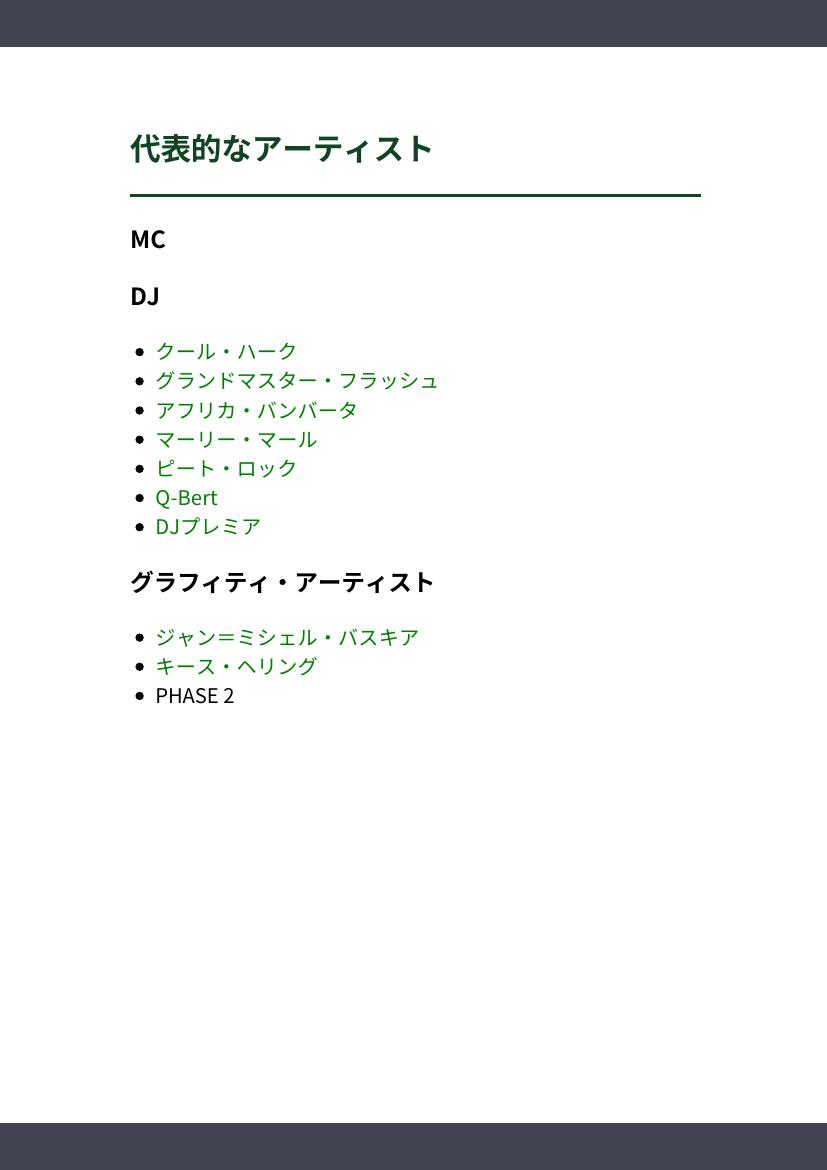 代表的なアーティスト
MC
DJ
クール・ハーク
グランドマスター・フラッシュ
アフリカ・バンバータ
マーリー・マール
ピート・ロック
Q-Bert
DJプレミア
グラフィティ・アーティスト
ジャン＝ミシェル・バスキア
キース・ヘリング
PHASE 2